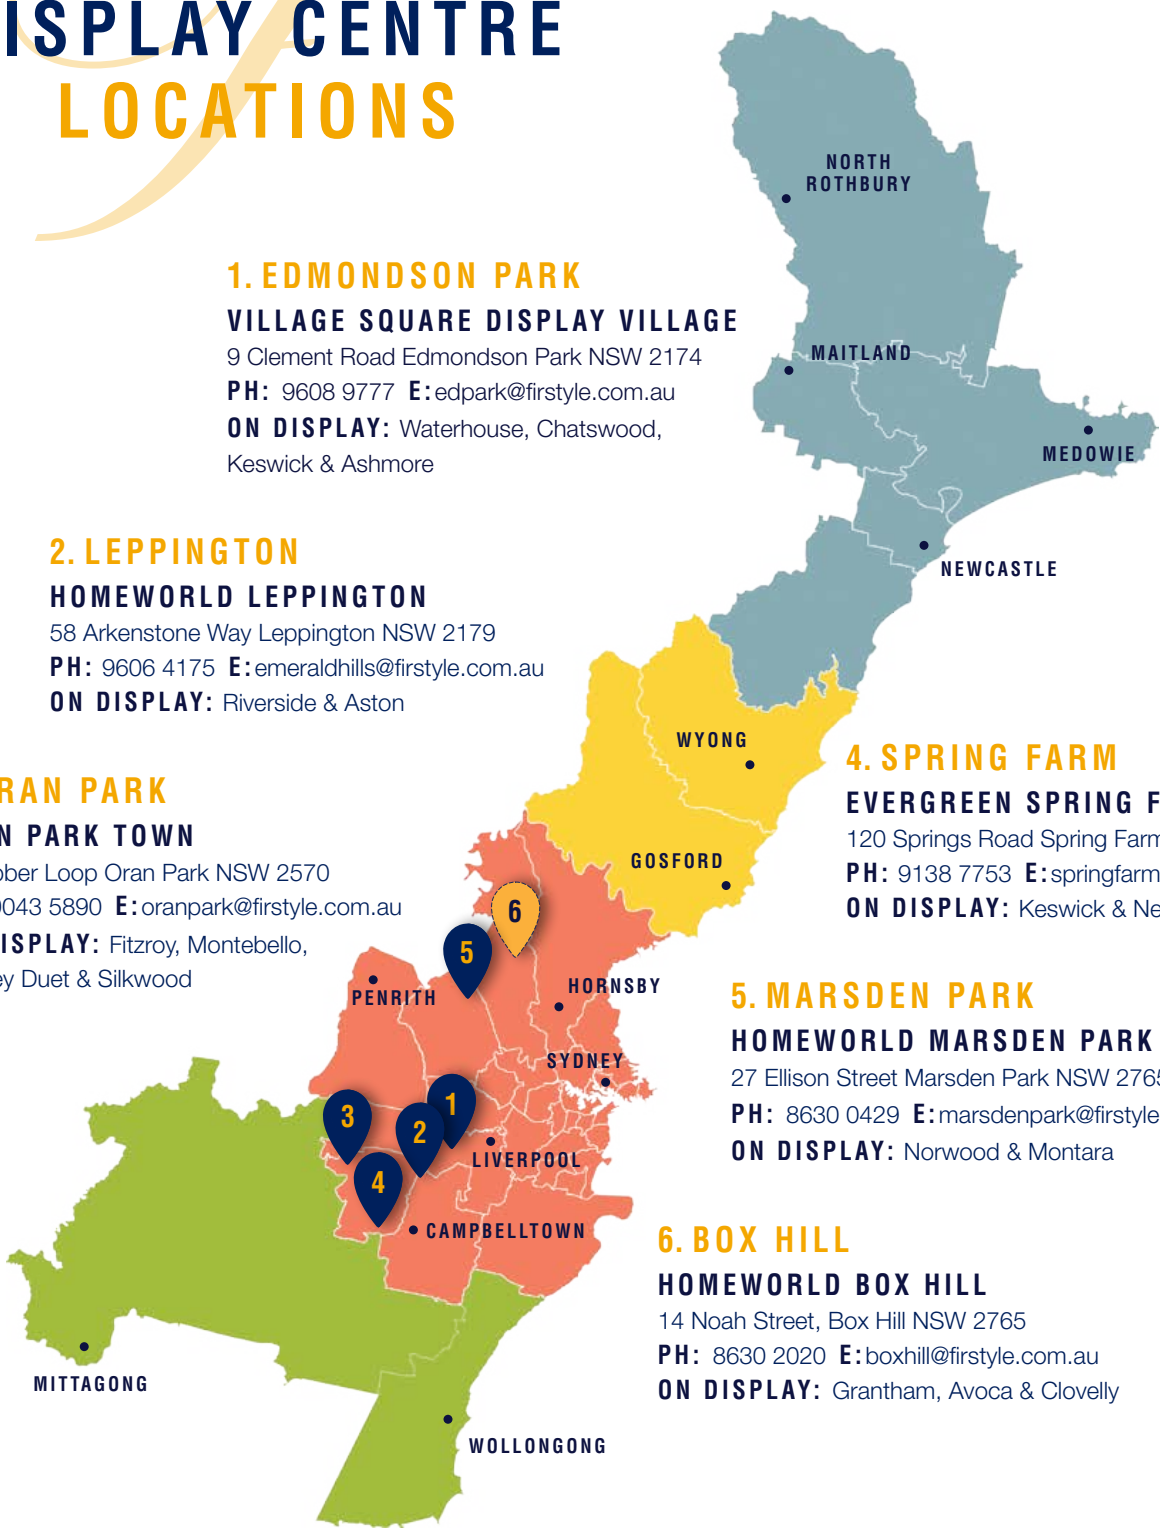 ISPLAY CENTRE
LOCATIONS
1. EDMONDSON PARK
VILLAGE SQUARE DISPLAY VILLAGE
9 Clement Road Edmondson Park NSW 2174
PH: 9608 9777 E: edpark@firstyle.com.au
ON DISPLAY: Waterhouse, Chatswood,
Keswick & Ashmore
2. LEPPINGTON
HOMEWORLD LEPPINGTON
58 Arkenstone Way Leppington NSW 2179
PH: 9606 4175 E: emeraldhills@firstyle.com.au
ON DISPLAY: Riverside & Aston
RAN PARK
N PARK TOWN
ober Loop Oran Park NSW 2570
9043 5890 E: oranpark@firstyle.com.au
ISPLAY: Fitzroy, Montebello,
ey Duet & Silkwood
4. SPRING FARM
EVERGREEN SPRING F
120 Springs Road Spring Farm
PH: 9138 7753 E: springfarm
ON DISPLAY: Keswick & Ne
5. MARSDEN PARK
HOMEWORLD MARSDEN PARK
27 Ellison Street Marsden Park NSW 2765
PH: 8630 0429 E: marsdenpark@firstyle
ON DISPLAY: Norwood & Montara
6. BOX HILL
HOMEWORLD BOX HILL
14 Noah Street, Box Hill NSW 2765
PH: 8630 2020 E: boxhill@firstyle.com.au
ON DISPLAY: Grantham, Avoca & Clovelly
NORTH
ROTHBURY
MAITLAND
MEDOWIE
NEWCASTLE
WYONG
GOSFORD
6
5
HORNSBY
PENRITH
SYDNEY
1
3
2
LIVERPOOL
4
CAMPBELLTOWN
MITTAGONG
WOLLONGONG